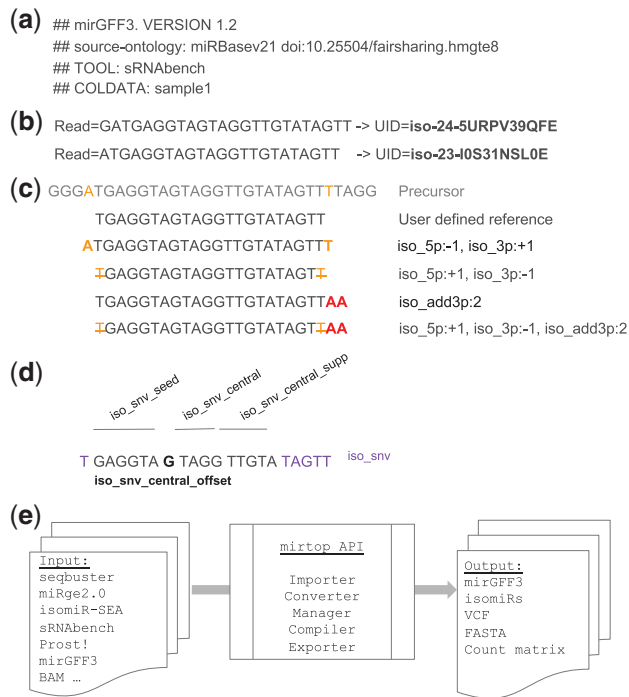 (a)
## mirGFF3. VERSION 1.2
## source-ontology: miRBasev21 doi:10.25504/fairsharing.hmgte8
## TOOL: sRNAbench
## COLDATA: sample1
(b)
Read=GATGAGGTAGTAGGTTGTATAGTT -> UID=iso-24-5URPV39QFE
Read=ATGAGGTAGTAGGTTGTATAGTT -> UID=iso-23-I0S31NSL0E
(c)
GGGATGAGGTAGTAGGTTGTATAGTTTTAGG Precursor
TGAGGTAGTAGGTTGTATAGTT User defined reference
ATGAGGTAGTAGGTTGTATAGTTT iso_5p:-1, iso_3p:+1
TGAGGTAGTAGGTTGTATAGTT iso_5p:+1, iso_3p:-1
TGAGGTAGTAGGTTGTATAGTTAA iso_add3p:2
TGAGGTAGTAGGTTGTATAGTTAA iso_5p:+1, iso_3p:-1, iso_add3p:2
(d)
iso_snv_seed
iso_snv_central
iso_snv_central_supp
T GAGGTA G TAGG TTGTA TAGTT iso_snv
iso_snv_central_offset
(e)
Input:
seqbuster
miRge2.0
isomiR-SEA
sRNAbench
Prost!
mirGFF3
BAM …
mirtop API
Importer
Converter
Manager
Compiler
Exporter
Output:
mirGFF3
isomiRs
VCF
FASTA
Count matrix